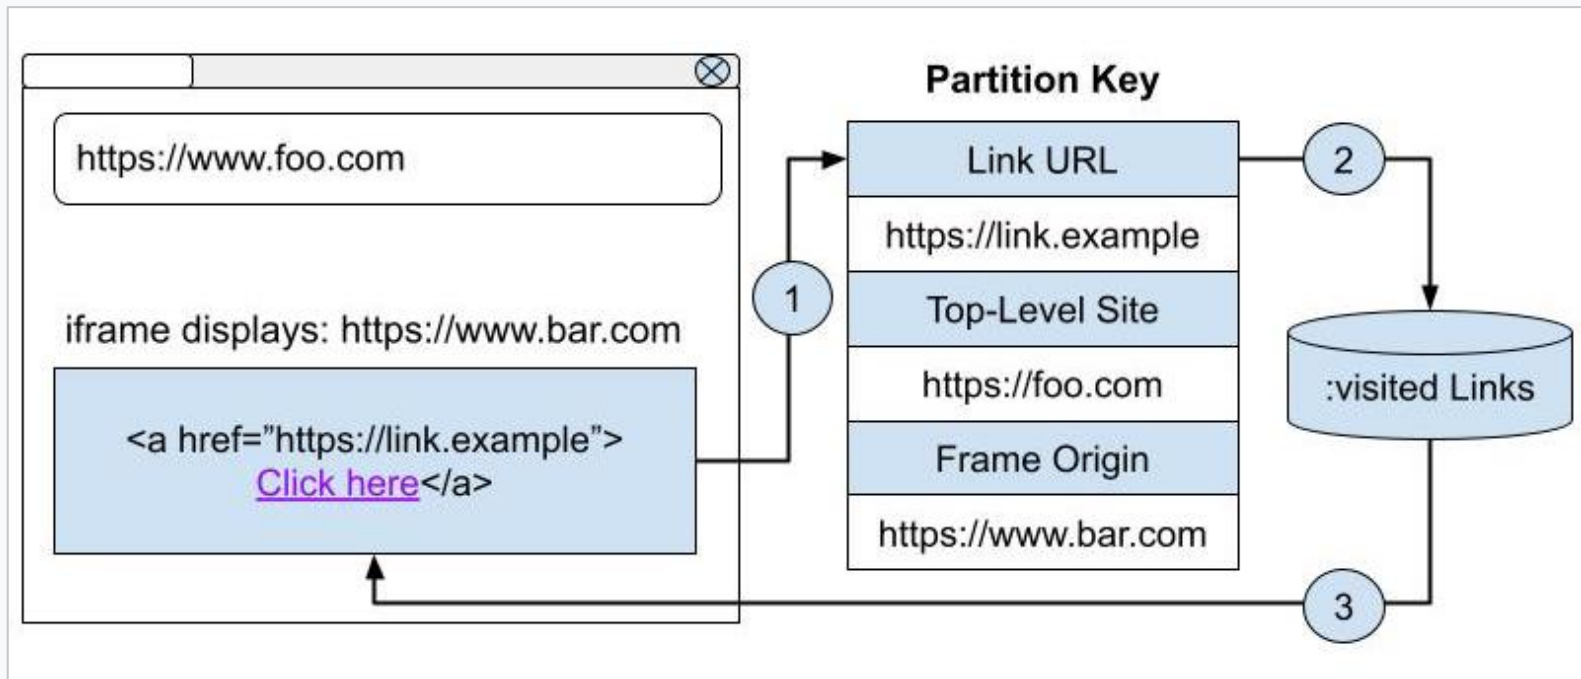 https://www.foo.com
iframe displays: https://www.bar.com
<a href=”https://link.example”>
Click here</a>
1
Partition Key
Link URL
https://link.example
Top-Level Site
https://foo.com
Frame Origin
https://www.bar.com
2
:visited Links
3